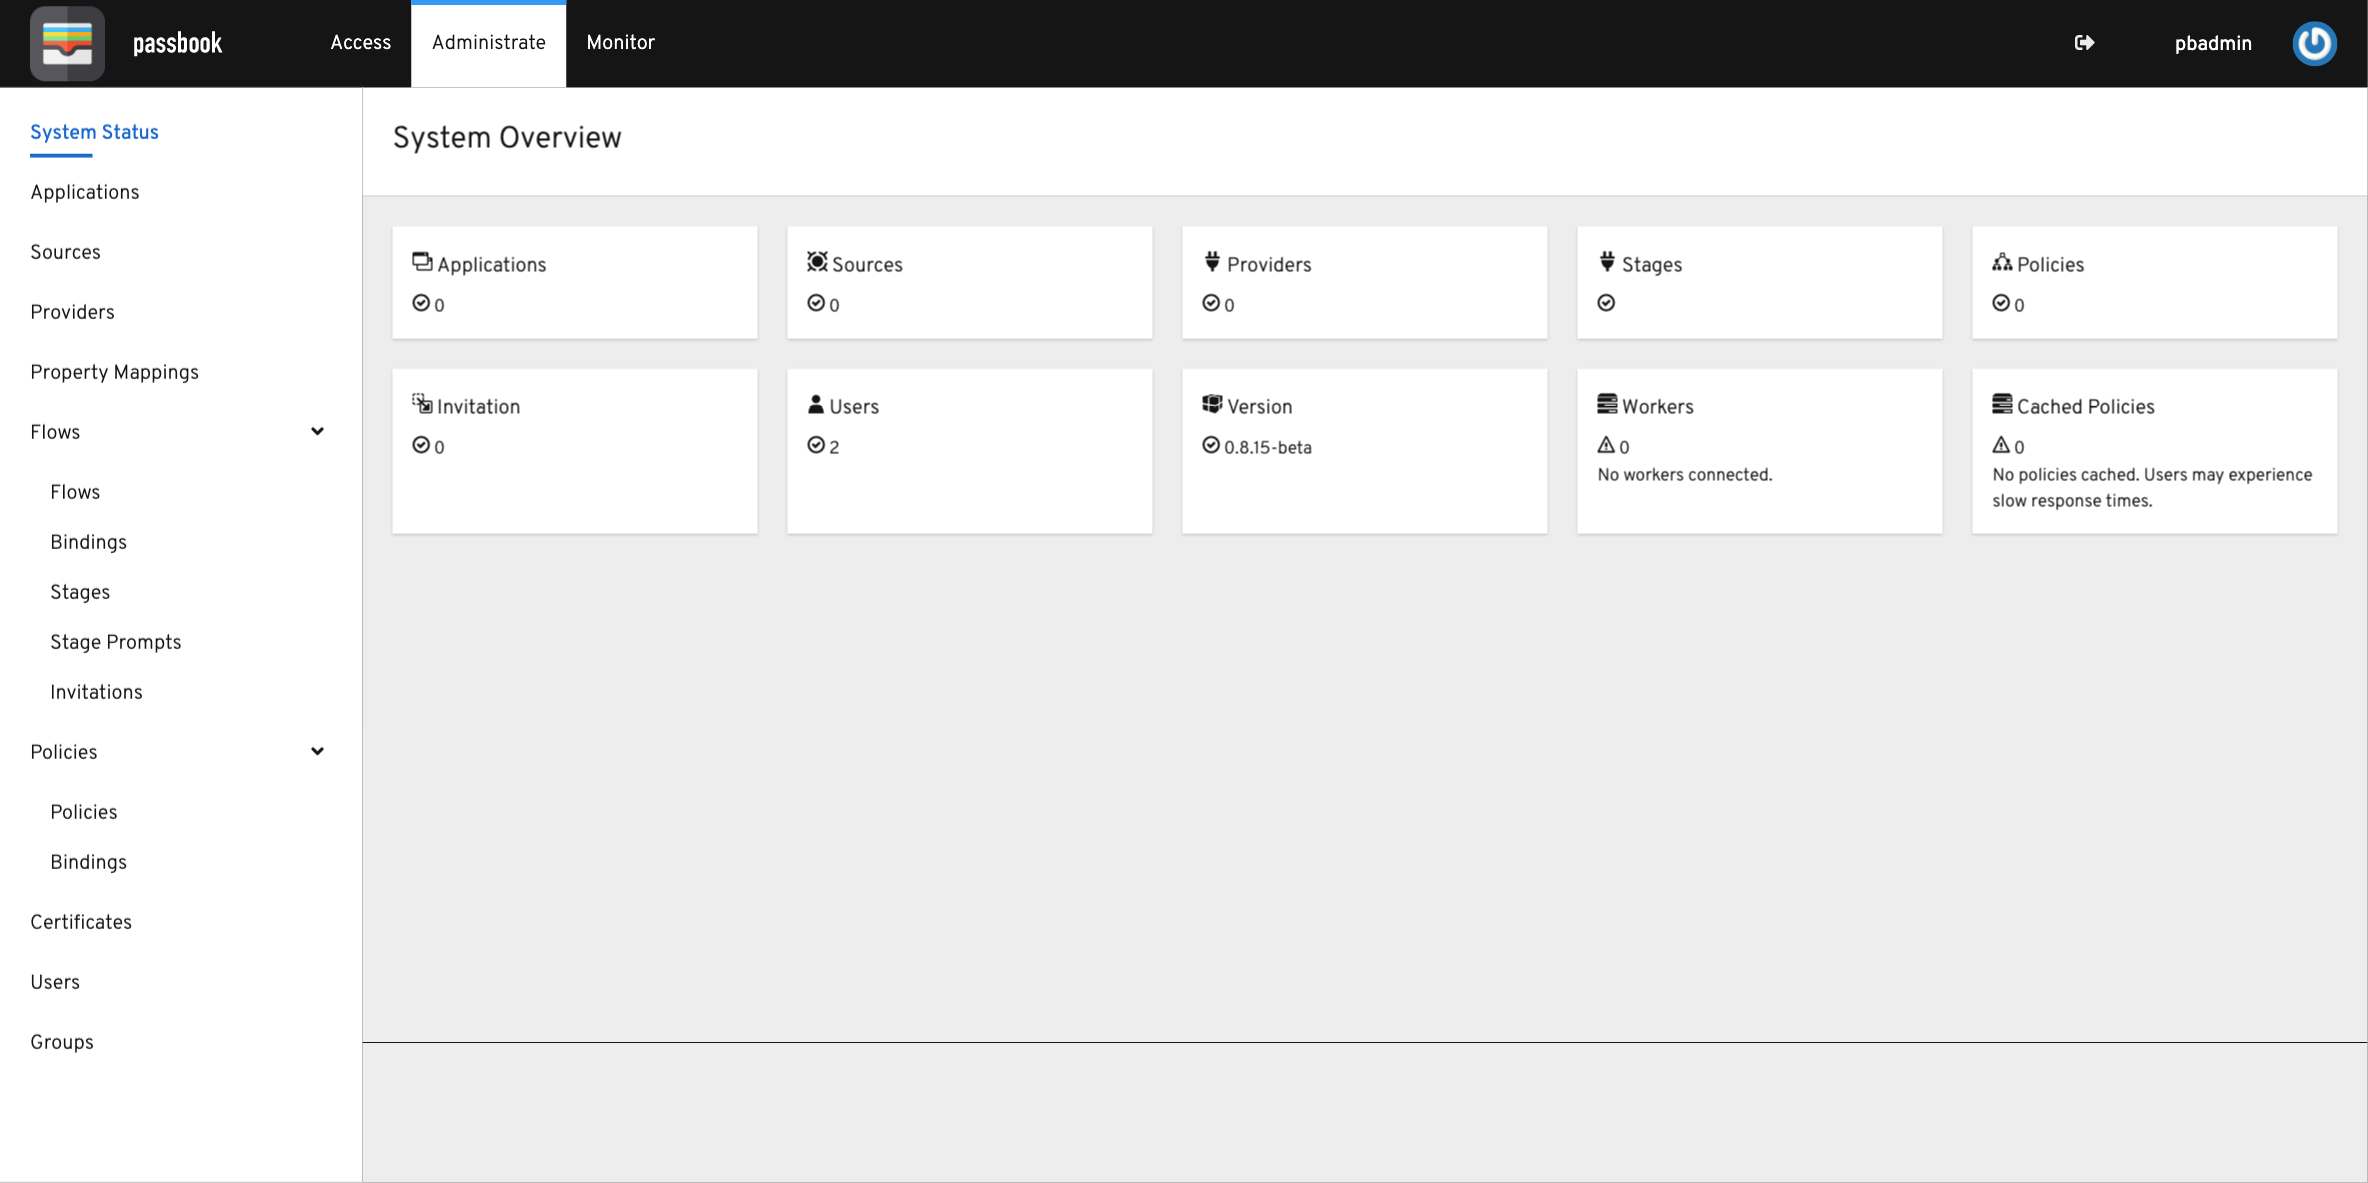 passbook
Access
Administrate
Monitor
pbadmin
System Status
Applications
Sources
Providers
Property Mappings
Flows
Flows
Bindings
Stages
Stage Prompts
Invitations
Policies
Policies
Bindings
Certificates
Users
Groups
System Overview
Applications
0
Sources
0
Providers
0
Stages
Policies
0
Invitation
0
Users
2
Version
0.8.15-beta
Workers
0
No workers connected.
Cached Policies
0
No policies cached. Users may experience
slow response times.